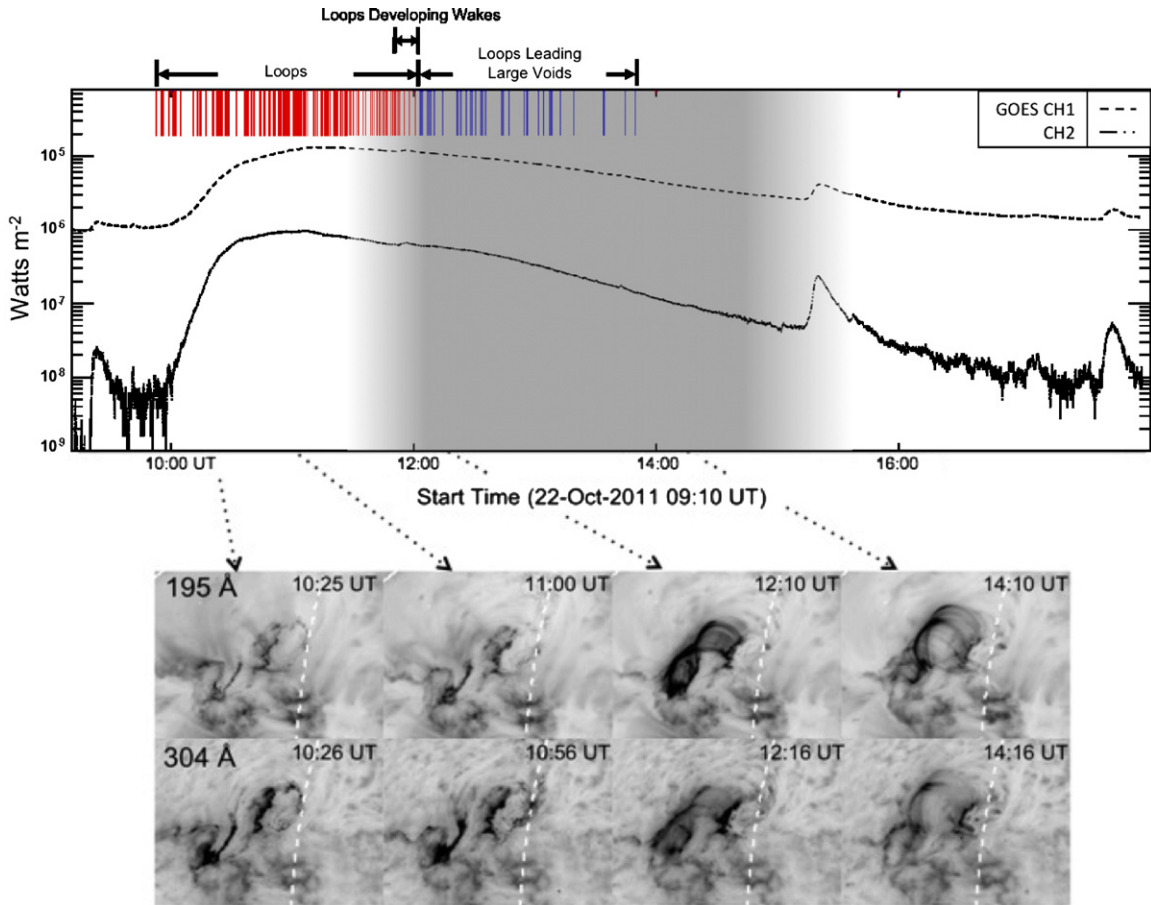 Loops Developing Wakes
Loops
Loops Leading
Large Voids
GOES CH1
CH2
10^5
10^6
10^7
10^8
10^9
Watts m^-2
10:00 UT
12:00
14:00
16:00
Start Time (22-Oct-2011 09:10 UT)
195 Å
10:25 UT
11:00 UT
12:10 UT
14:10 UT
304 Å
10:26 UT
10:56 UT
12:16 UT
14:16 UT